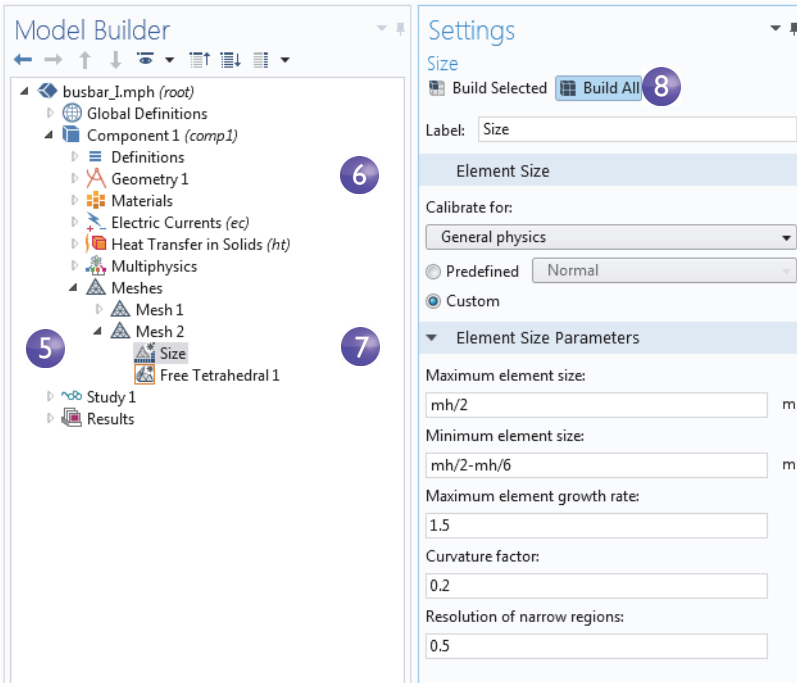 Model Builder
busbar_I.mph (root)
Global Definitions
Component 1 (comp1)
Definitions
Geometry 1
6
Materials
Electric Currents (ec)
Heat Transfer in Solids (ht)
Multiphysics
Meshes
Mesh 1
Mesh 2
5
7
Size
Free Tetrahedral 1
Study 1
Results
Settings
Size
Build Selected
Build All
8
Label:
Size
Element Size
Calibrate for:
General physics
Predefined
Normal
Custom
Element Size Parameters
Maximum element size:
mh/2
m
Minimum element size:
mh/2-mh/6
m
Maximum element growth rate:
1.5
Curvature factor:
0.2
Resolution of narrow regions:
0.5